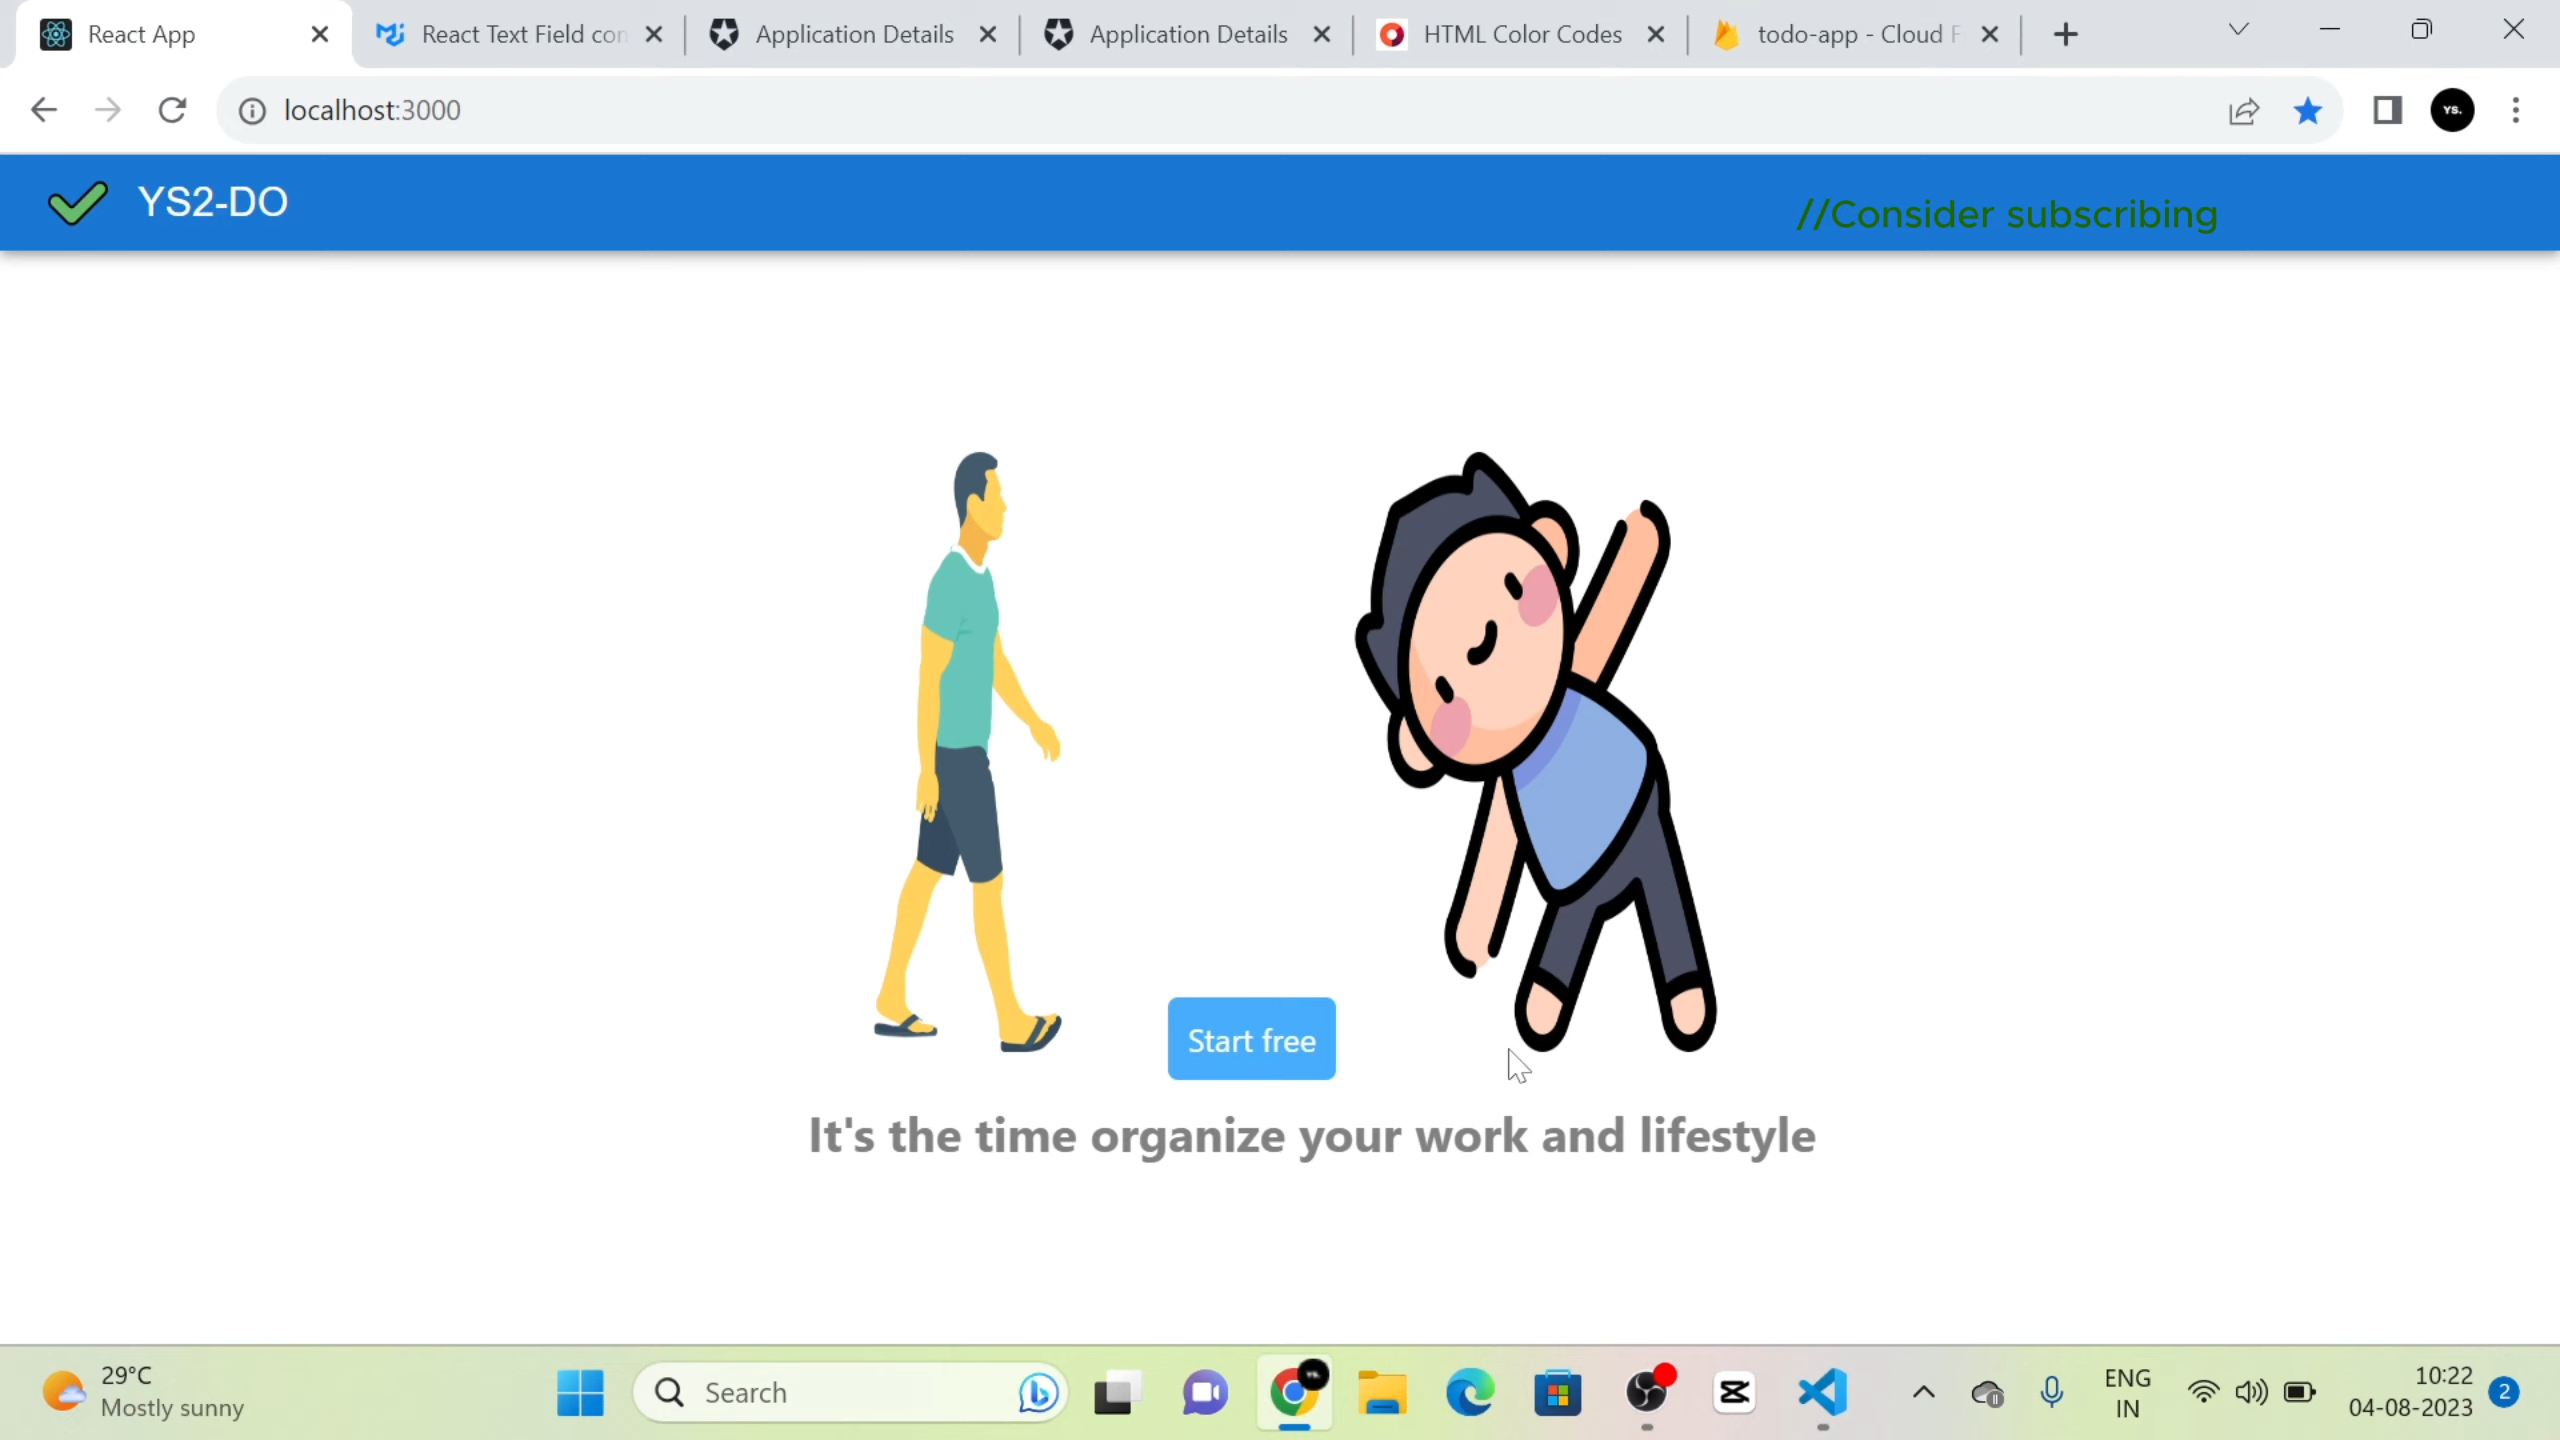 React App
React Text Field con
Application Details
Application Details
HTML Color Codes
todo-app - Cloud F
localhost:3000
YS.
YS2-DO
//Consider subscribing
Start free
It's the time organize your work and lifestyle
29°C
Mostly sunny
Search
ENG
IN
10:22
04-08-2023
2